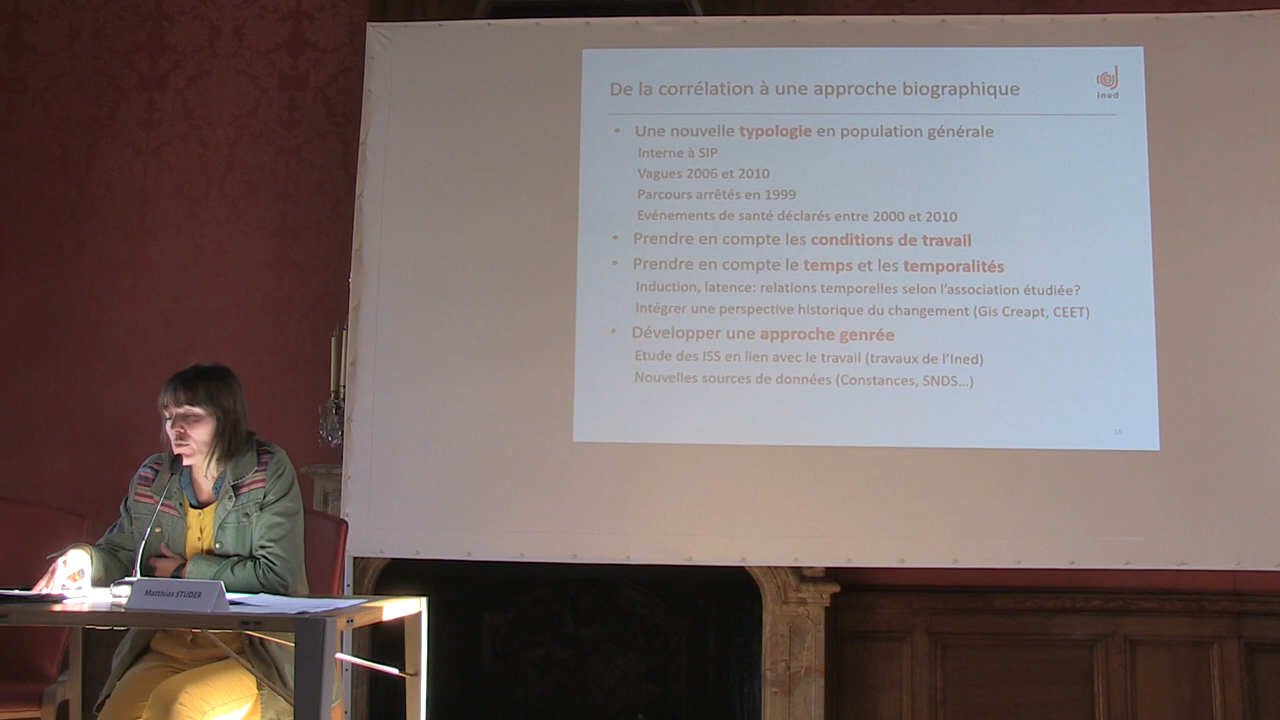 De la corrélation à une approche biographique
ined
• Une nouvelle typologie en population générale
Interne à SIP
Vagues 2006 et 2010
Parcours arrêtés en 1999
Evénements de santé déclarés entre 2000 et 2010
• Prendre en compte les conditions de travail
• Prendre en compte le temps et les temporalités
Induction, latence: relations temporelles selon l'association étudiée?
Intégrer une perspective historique du changement (Gis Creapt, CEET)
• Développer une approche genrée
Etude des ISS en lien avec le travail (travaux de l'Ined)
Nouvelles sources de données (Constances, SNDS...)
Matthias STUDER